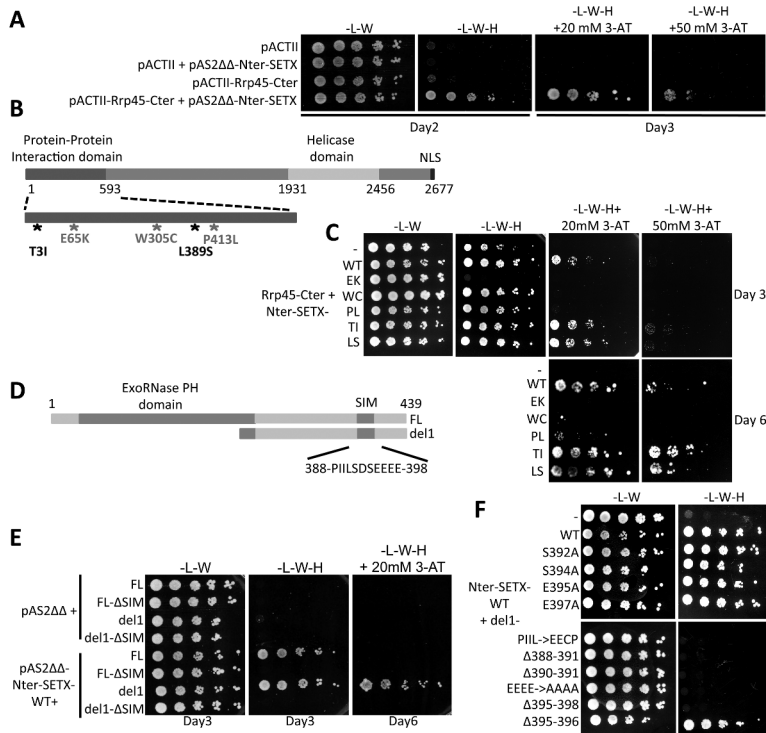 A
-L-W
-L-W-H
-L-W-H
+20 mM 3-AT
-L-W-H
+50 mM 3-AT
pACTII
pACTII + pAS2ΔΔ-Nter-SETX
pACTII-Rrp45-Cter
pACTII-Rrp45-Cter + pAS2ΔΔ-Nter-SETX
Day2
Day3
B
Protein-Protein
Interaction domain
Helicase
domain
NLS
1
593
1931
2456
2677
T3I
E65K
W305C
L389S
P413L
C
-L-W
-L-W-H
-L-W-H+
20mM 3-AT
-L-W-H+
50mM 3-AT
Rrp45-Cter +
Nter-SETX-
-
WT
EK
WC
PL
TI
LS
Day 3
-
WT
EK
WC
PL
TI
LS
Day 6
D
1
ExoRNase PH
domain
SIM
439
FL
del1
388-PIILSDSEEEE-398
E
-L-W
-L-W-H
-L-W-H
+ 20mM 3-AT
pAS2ΔΔ +
FL
FL-ΔSIM
del1
del1-ΔSIM
pAS2ΔΔ-
Nter-SETX-
WT+
FL
FL-ΔSIM
del1
del1-ΔSIM
Day3
Day3
Day6
F
-L-W
-L-W-H
Nter-SETX-
WT
+ del1-
-
WT
S392A
S394A
E395A
E397A
PIIL->EECP
Δ388-391
Δ390-391
EEEE->AAAA
Δ395-398
Δ395-396